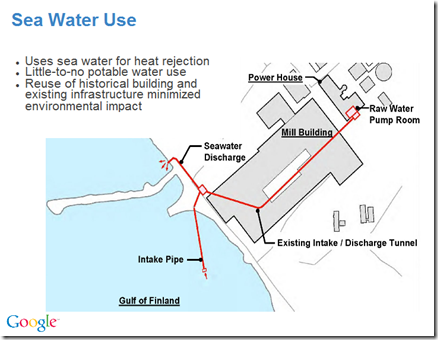 Sea Water Use
• Uses sea water for heat rejection
• Little-to-no potable water use
• Reuse of historical building and
existing infrastructure minimized
environmental impact
Power House
Raw Water
Pump Room
Mill Building
Seawater
Discharge
Existing Intake / Discharge Tunnel
Intake Pipe
Gulf of Finland
Google